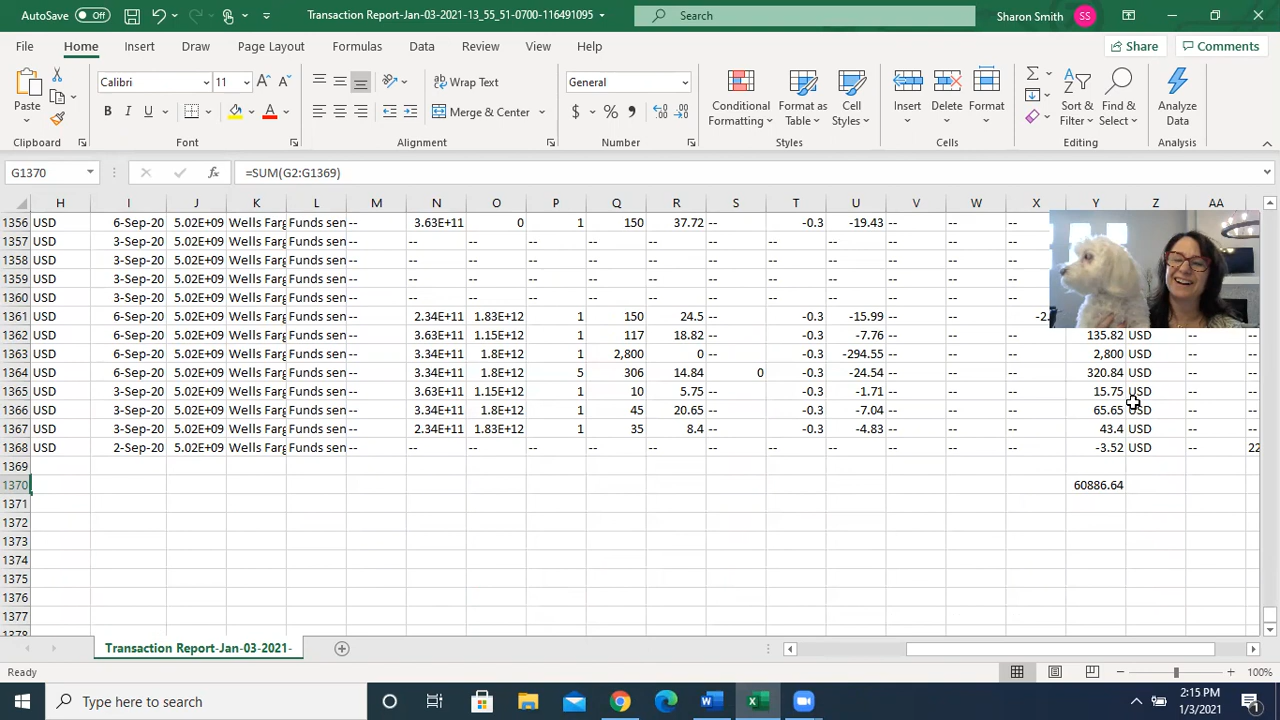 AutoSave Off Transaction Report-Jan-03-2021-13_55_51-0700-116491095 Search Sharon Smith SS
File Home Insert Draw Page Layout Formulas Data Review View Help Share Comments
Calibri 11 Wrap Text General
Paste Merge & Center $ % , Conditional Formatting Format as Table Cell Styles Insert Delete Format Sort & Filter Find & Select Analyze Data
Clipboard Font Alignment Number Styles Cells Editing Analysis
G1370 fx =SUM(G2:G1369)
H I J K L M N O P Q R S T U V W X Y Z AA
1356 USD 6-Sep-20 5.02E+09 Wells Farg Funds sen -- 3.63E+11 0 1 150 37.72 -- -0.3 -19.43 -- -- --
1357 USD 3-Sep-20 5.02E+09 Wells Farg Funds sen -- -- -- -- -- -- -- -- -- -- -- --
1358 USD 3-Sep-20 5.02E+09 Wells Farg Funds sen -- -- -- -- -- -- -- -- -- -- -- --
1359 USD 3-Sep-20 5.02E+09 Wells Farg Funds sen -- -- -- -- -- -- -- -- -- -- -- --
1360 USD 3-Sep-20 5.02E+09 Wells Farg Funds sen -- -- -- -- -- -- -- -- -- -- -- --
1361 USD 6-Sep-20 5.02E+09 Wells Farg Funds sen -- 2.34E+11 1.83E+12 1 150 24.5 -- -0.3 -15.99 -- --
1362 USD 6-Sep-20 5.02E+09 Wells Farg Funds sen -- 3.63E+11 1.15E+12 1 117 18.82 -- -0.3 -7.76 -- -- -- 135.82 USD -- --
1363 USD 6-Sep-20 5.02E+09 Wells Farg Funds sen -- 3.34E+11 1.8E+12 1 2,800 0 -- -0.3 -294.55 -- -- -- 2,800 USD -- --
1364 USD 6-Sep-20 5.02E+09 Wells Farg Funds sen -- 3.34E+11 1.8E+12 5 306 14.84 0 -0.3 -24.54 -- -- -- 320.84 USD -- --
1365 USD 3-Sep-20 5.02E+09 Wells Farg Funds sen -- 3.63E+11 1.15E+12 1 10 5.75 -- -0.3 -1.71 -- -- -- 15.75 USD -- --
1366 USD 3-Sep-20 5.02E+09 Wells Farg Funds sen -- 3.34E+11 1.8E+12 1 45 20.65 -- -0.3 -7.04 -- -- -- 65.65 USD -- --
1367 USD 3-Sep-20 5.02E+09 Wells Farg Funds sen -- 2.34E+11 1.83E+12 1 35 8.4 -- -0.3 -4.83 -- -- -- 43.4 USD -- --
1368 USD 2-Sep-20 5.02E+09 Wells Farg Funds sen -- -- -- -- -- -- -- -- -- -- -- -- -3.52 USD -- 22
1369
1370 60886.64
1371
1372
1373
1374
1375
1376
1377
1378
Transaction Report-Jan-03-2021-
Ready 100%
Type here to search 2:15 PM
1/3/2021